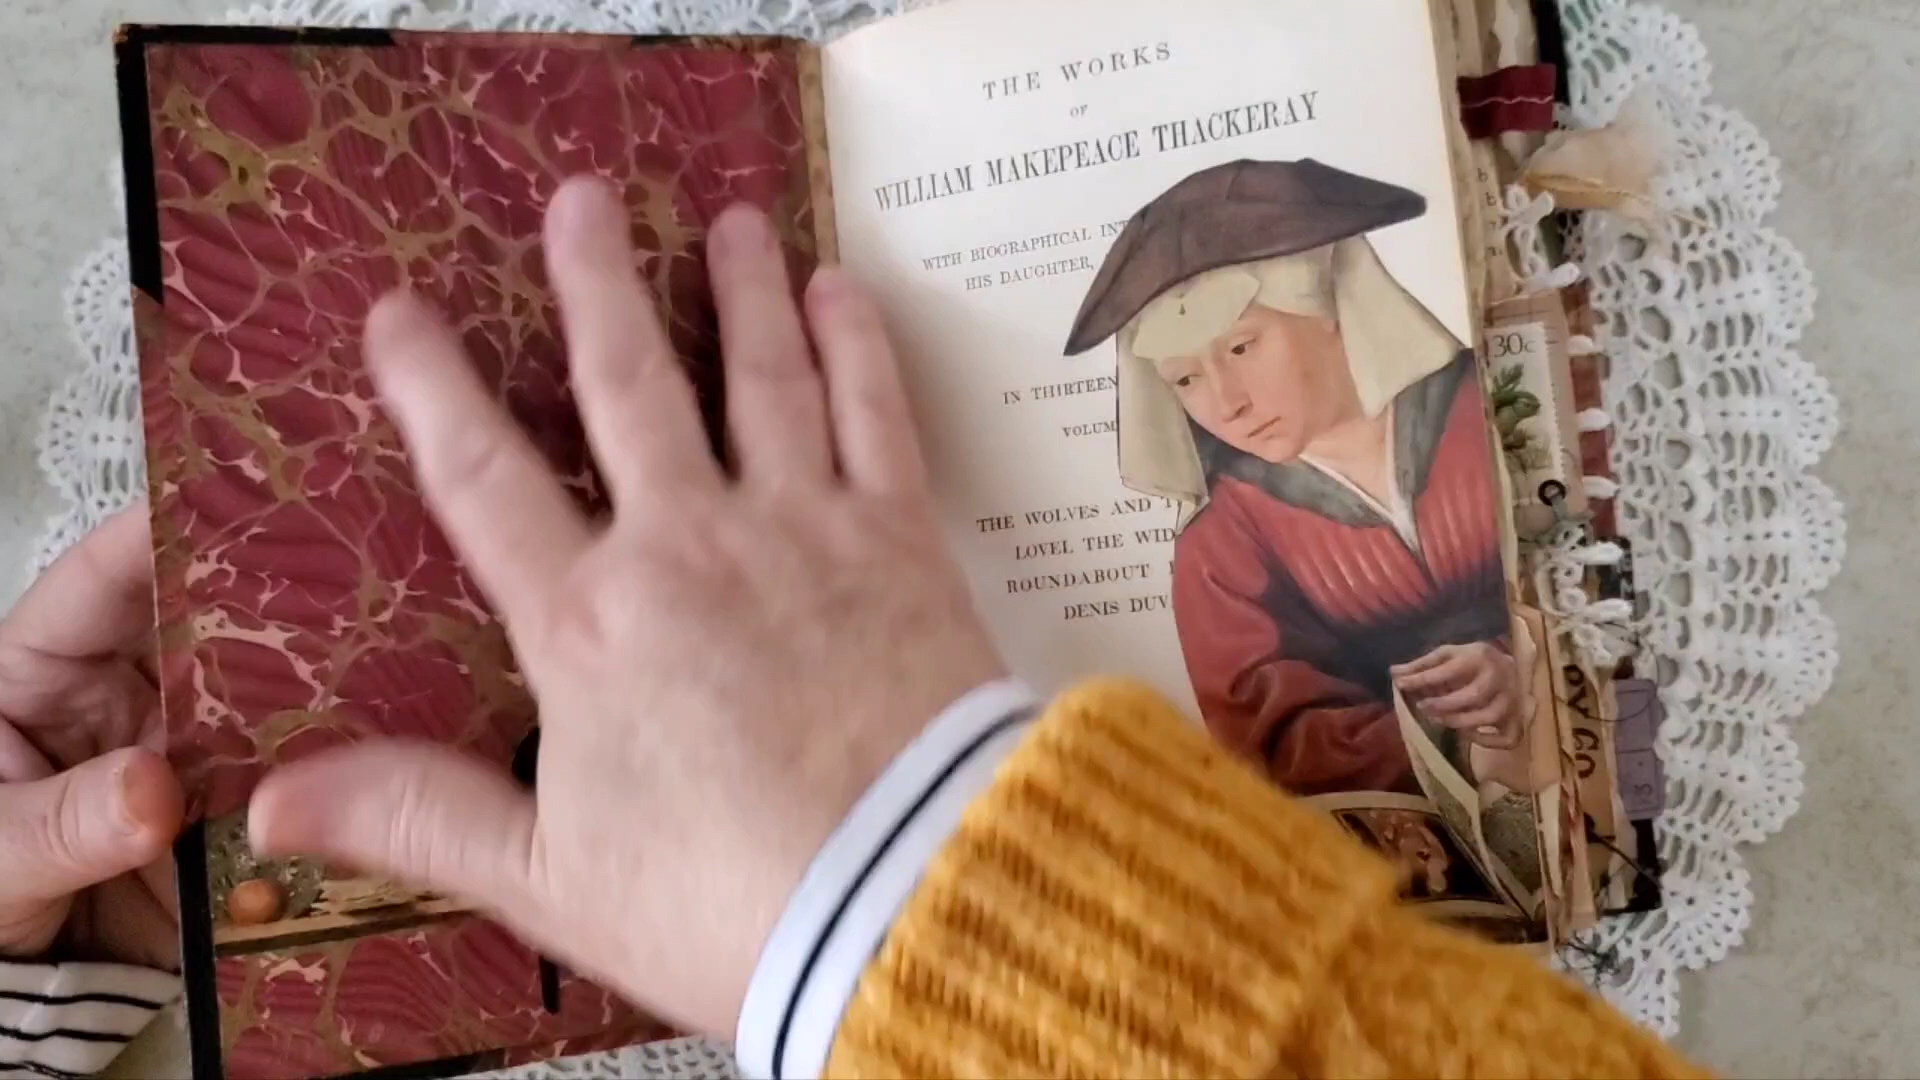 THE WORKS
OF
WILLIAM MAKEPEACE THACKERAY
WITH BIOGRAPHICAL INT
HIS DAUGHTER,
IN THIRTEEN
VOLUM
THE WOLVES AND T
LOVEL THE WID
ROUNDABOUT
DENIS DUV
30c